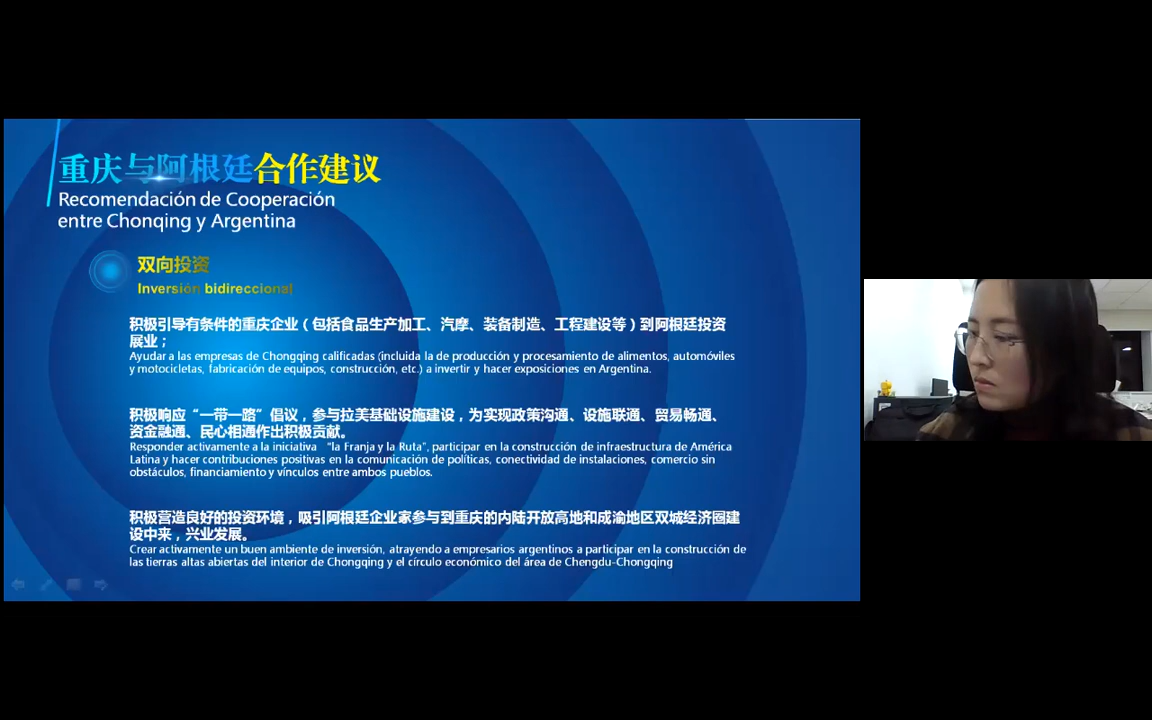 重庆与阿根廷合作建议
Recomendación de Cooperación
entre Chonqing y Argentina
双向投资
Inversión bidireccional
积极引导有条件的重庆企业（包括食品生产加工、汽摩、装备制造、工程建设等）到阿根廷投资
展业；
Ayudar a las empresas de Chongqing calificadas (incluida la de producción y procesamiento de alimentos, automóviles
y motocicletas, fabricación de equipos, construcción, etc.) a invertir y hacer exposiciones en Argentina.
积极响应“一带一路”倡议，参与拉美基础设施建设，为实现政策沟通、设施联通、贸易畅通、
资金融通、民心相通作出积极贡献。
Responder activamente a la iniciativa “la Franja y la Ruta”, participar en la construcción de infraestructura de América
Latina y hacer contribuciones positivas en la comunicación de políticas, conectividad de instalaciones, comercio sin
obstáculos, financiamiento y vínculos entre ambos pueblos.
积极营造良好的投资环境，吸引阿根廷企业家参与到重庆的内陆开放高地和成渝地区双城经济圈建
设中来，兴业发展。
Crear activamente un buen ambiente de inversión, atrayendo a empresarios argentinos a participar en la construcción de
las tierras altas abiertas del interior de Chongqing y el círculo económico del área de Chengdu-Chongqing